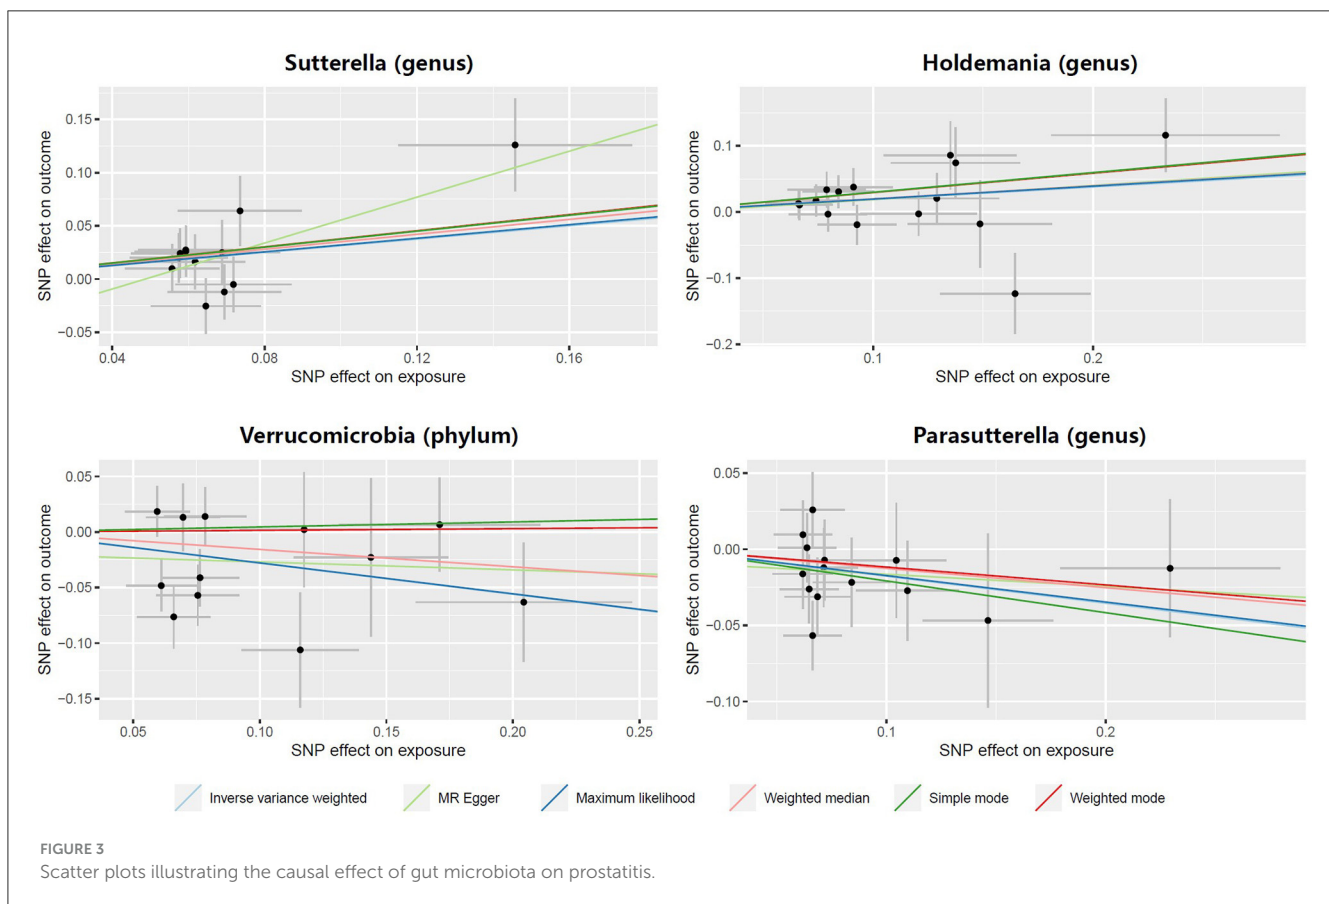 Sutterella (genus)
SNP effect on outcome
0.15
0.10
0.05
0.00
−0.05
0.04
0.08
0.12
0.16
SNP effect on exposure
Holdemania (genus)
SNP effect on outcome
0.1
0.0
−0.1
−0.2
0.1
0.2
SNP effect on exposure
Verrucomicrobia (phylum)
SNP effect on outcome
0.05
0.00
−0.05
−0.10
−0.15
0.05
0.10
0.15
0.20
0.25
SNP effect on exposure
Parasutterella (genus)
SNP effect on outcome
0.05
0.00
−0.05
−0.10
0.1
0.2
SNP effect on exposure
Inverse variance weighted
MR Egger
Maximum likelihood
Weighted median
Simple mode
Weighted mode
FIGURE 3
Scatter plots illustrating the causal effect of gut microbiota on prostatitis.